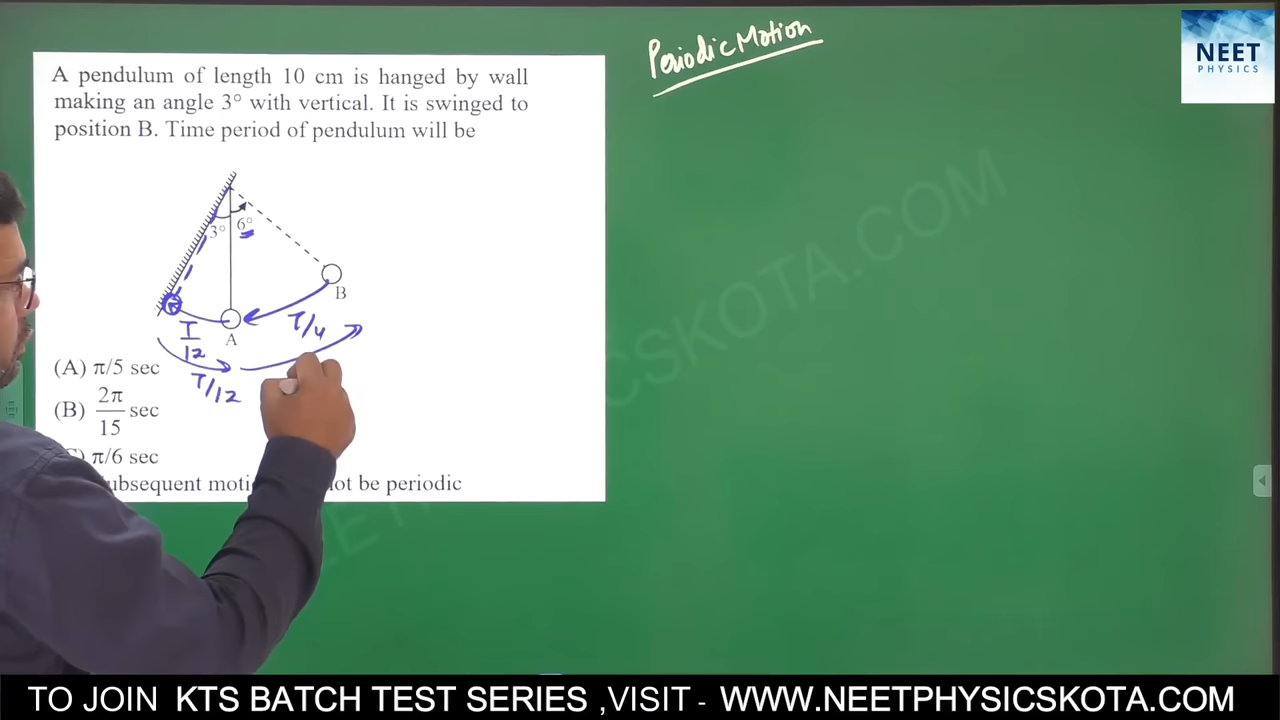 Periodic Motion
NEET
PHYSICS
A pendulum of length 10 cm is hanged by wall
making an angle 3° with vertical. It is swinged to
position B. Time period of pendulum will be
3° 6°
B
A
T/4
T/12
T/12
(A) π/5 sec
(B) 2π/15 sec
π/6 sec
ubsequent moti ot be periodic
TO JOIN KTS BATCH TEST SERIES ,VISIT - WWW.NEETPHYSICSKOTA.COM